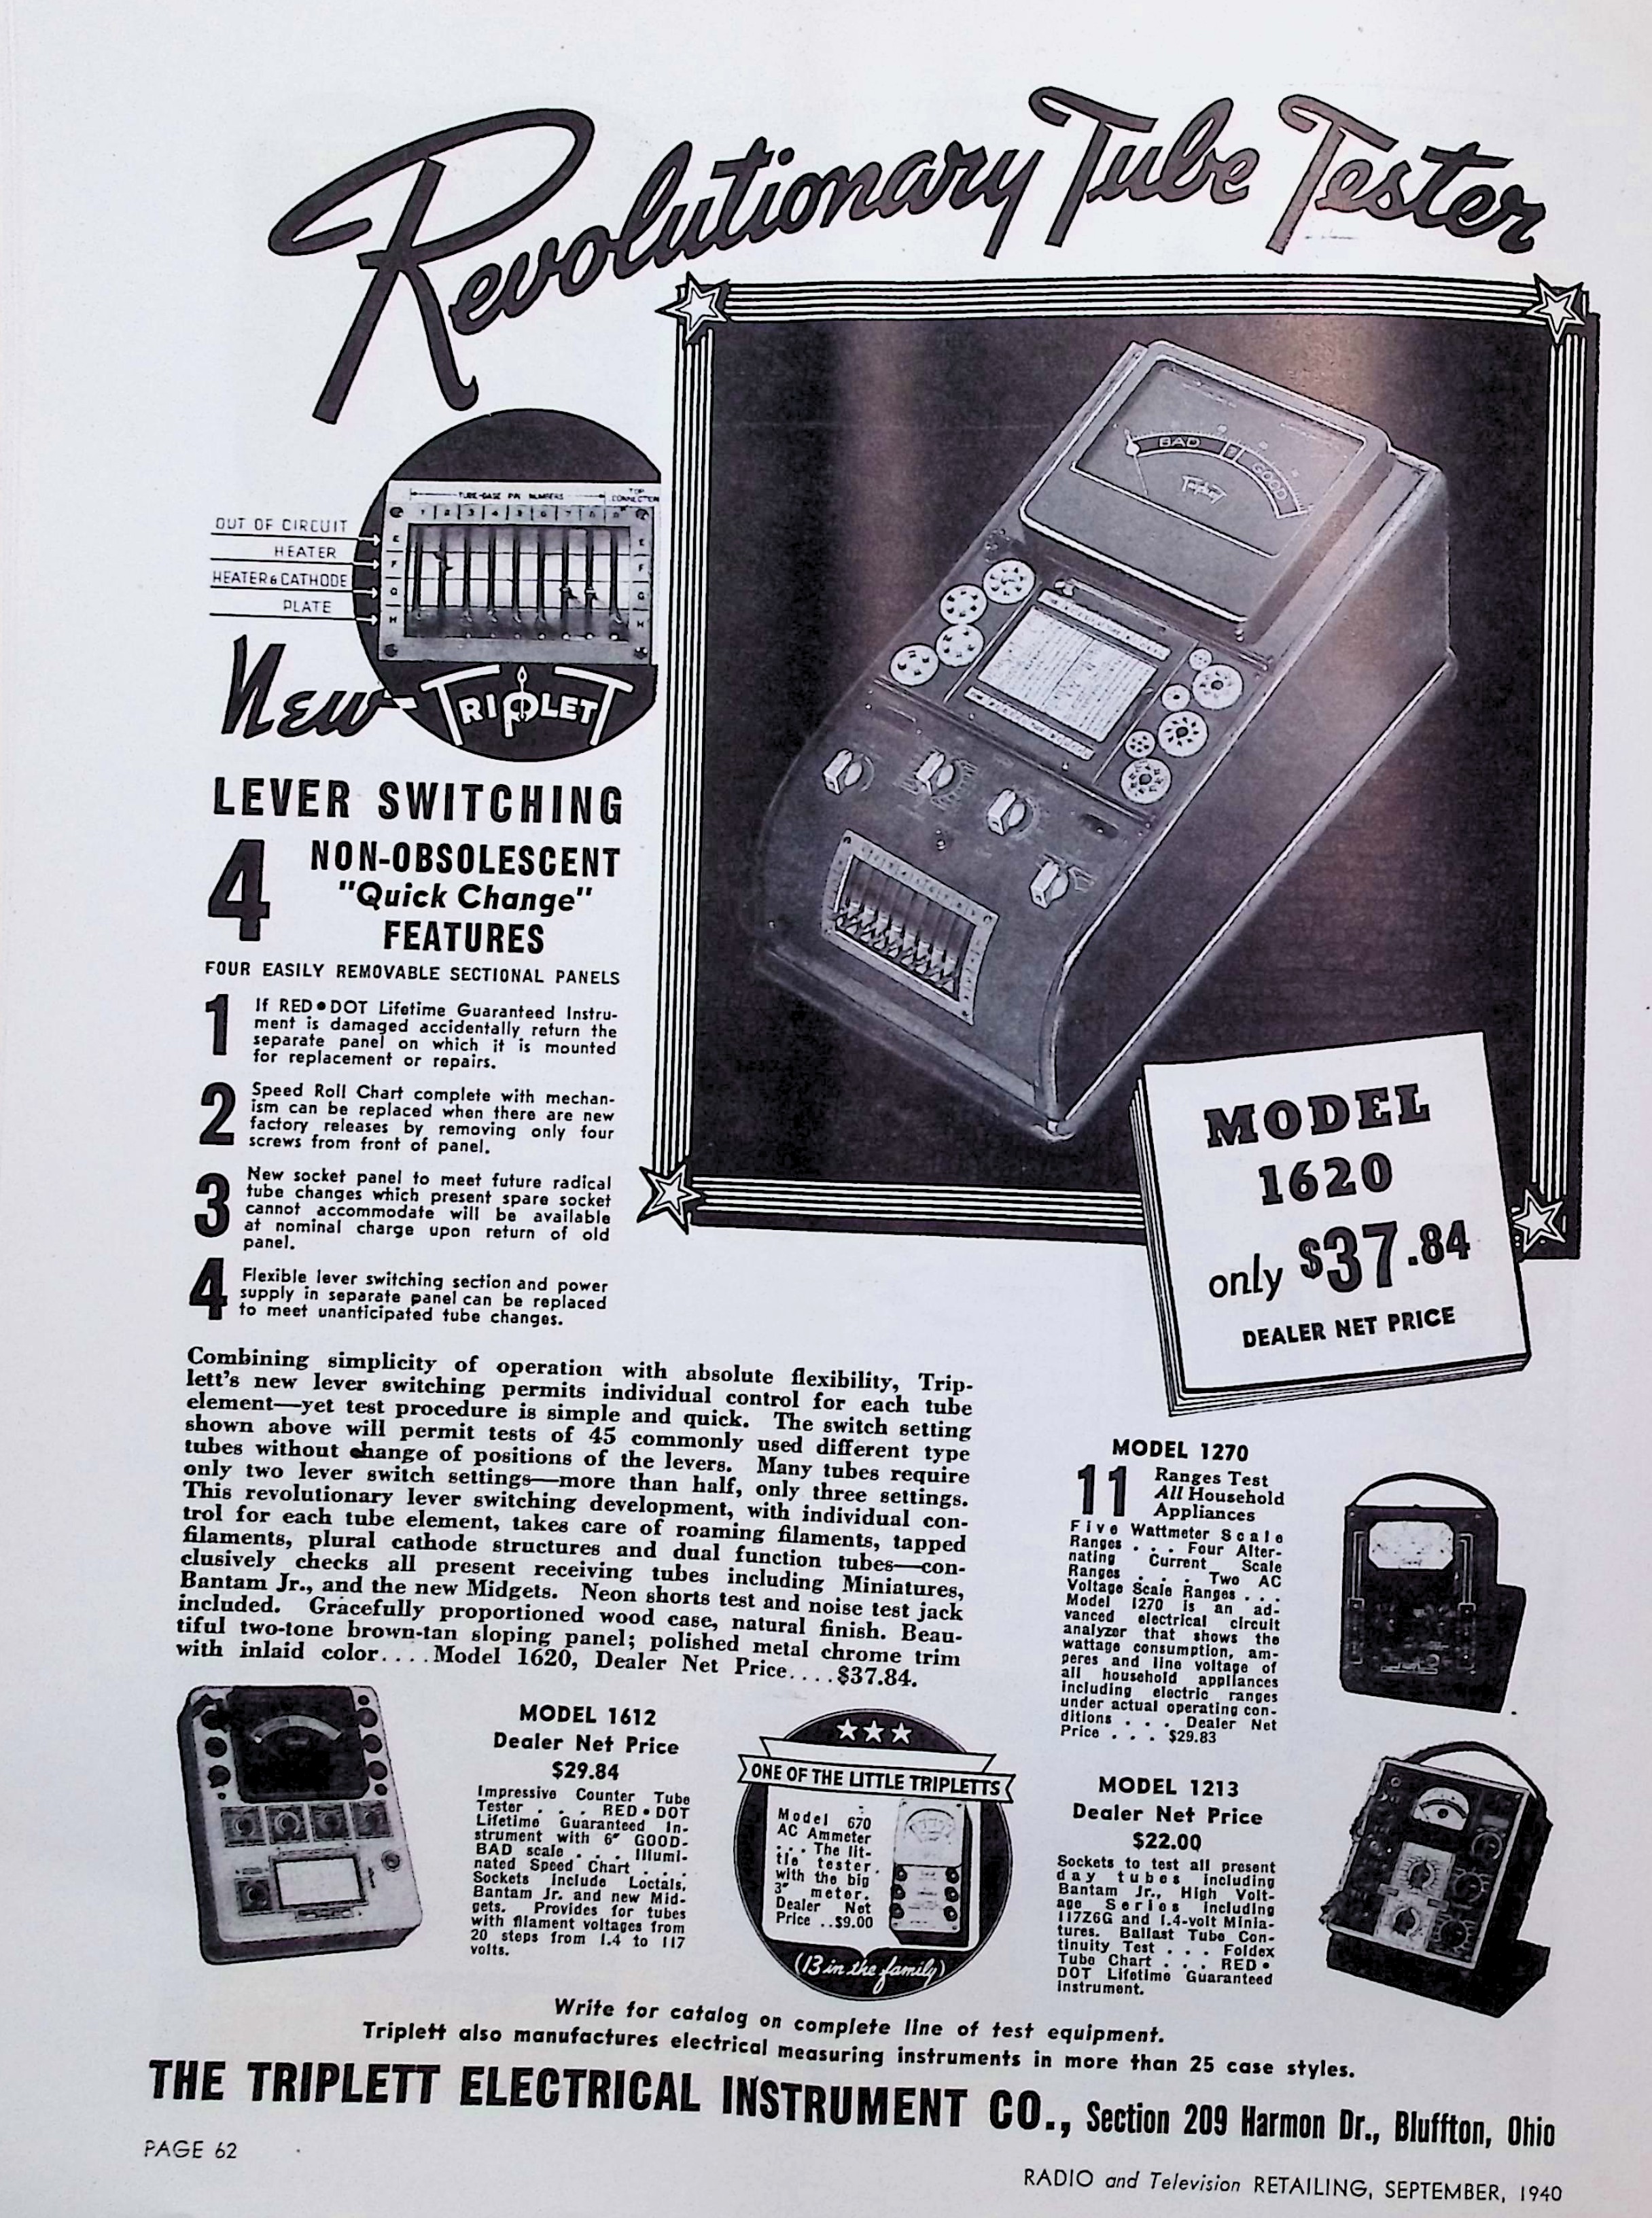 Revolutionary Tube Tester
TUBE-BASE PIN NUMBERS
TOP CONNECTION
1 2 3 4 5 6 7 8
OUT OF CIRCUIT
HEATER
HEATER & CATHODE
PLATE
E
F
G
H
BAD
?
GOOD
Triplett
New-TRIPLETT
LEVER SWITCHING
4 NON-OBSOLESCENT
"Quick Change"
FEATURES
FOUR EASILY REMOVABLE SECTIONAL PANELS
1 If RED•DOT Lifetime Guaranteed Instru-
ment is damaged accidentally return the
separate panel on which it is mounted
for replacement or repairs.
2 Speed Roll Chart complete with mechan-
ism can be replaced when there are new
factory releases by removing only four
screws from front of panel.
3 New socket panel to meet future radical
tube changes which present spare socket
cannot accommodate will be available
at nominal charge upon return of old
panel.
4 Flexible lever switching section and power
supply in separate panel can be replaced
to meet unanticipated tube changes.
MODEL
1620
only $37.84
DEALER NET PRICE
Combining simplicity of operation with absolute flexibility, Trip-
lett's new lever switching permits individual control for each tube
element—yet test procedure is simple and quick. The switch setting
shown above will permit tests of 45 commonly used different type
tubes without change of positions of the levers. Many tubes require
only two lever switch settings—more than half, only three settings.
This revolutionary lever switching development, with individual con-
trol for each tube element, takes care of roaming filaments, tapped
filaments, plural cathode structures and dual function tubes—con-
clusively checks all present receiving tubes including Miniatures,
Bantam Jr., and the new Midgets. Neon shorts test and noise test jack
included. Gracefully proportioned wood case, natural finish. Beau-
tiful two-tone brown-tan sloping panel; polished metal chrome trim
with inlaid color....Model 1620, Dealer Net Price....$37.84.
MODEL 1270
11 Ranges Test
All Household
Appliances
Five Wattmeter Scale
Ranges . . . Four Alter-
nating Current Scale
Ranges . . . Two AC
Voltage Scale Ranges . . .
Model 1270 is an ad-
vanced electrical circuit
analyzer that shows the
wattage consumption, am-
peres and line voltage of
all household appliances
including electric ranges
under actual operating con-
ditions . . . Dealer Net
Price . . . $29.83
MODEL 1612
Dealer Net Price
$29.84
Impressive Counter Tube
Tester . . . RED•DOT
Lifetime Guaranteed In-
strument with 6" GOOD-
BAD scale . . . Illumi-
nated Speed Chart . . .
Sockets Include Loctals,
Bantam Jr. and new Mid-
gets. Provides for tubes
with filament voltages from
20 steps from 1.4 to 117
volts.
ONE OF THE LITTLE TRIPLETTS
Model 670
AC Ammeter
. . . The lit-
tle tester.
with the big
3" meter.
Dealer Net
Price ..$9.00
(13 in the family)
MODEL 1213
Dealer Net Price
$22.00
Sockets to test all present
day tubes including
Bantam Jr., High Volt-
age Series including
117Z6G and 1.4-volt Minia-
tures. Ballast Tube Con-
tinuity Test . . . Foldex
Tube Chart . . . RED•
DOT Lifetime Guaranteed
Instrument.
Write for catalog on complete line of test equipment.
Triplett also manufactures electrical measuring instruments in more than 25 case styles.
THE TRIPLETT ELECTRICAL INSTRUMENT CO., Section 209 Harmon Dr., Bluffton, Ohio
PAGE 62
RADIO and Television RETAILING, SEPTEMBER, 1940